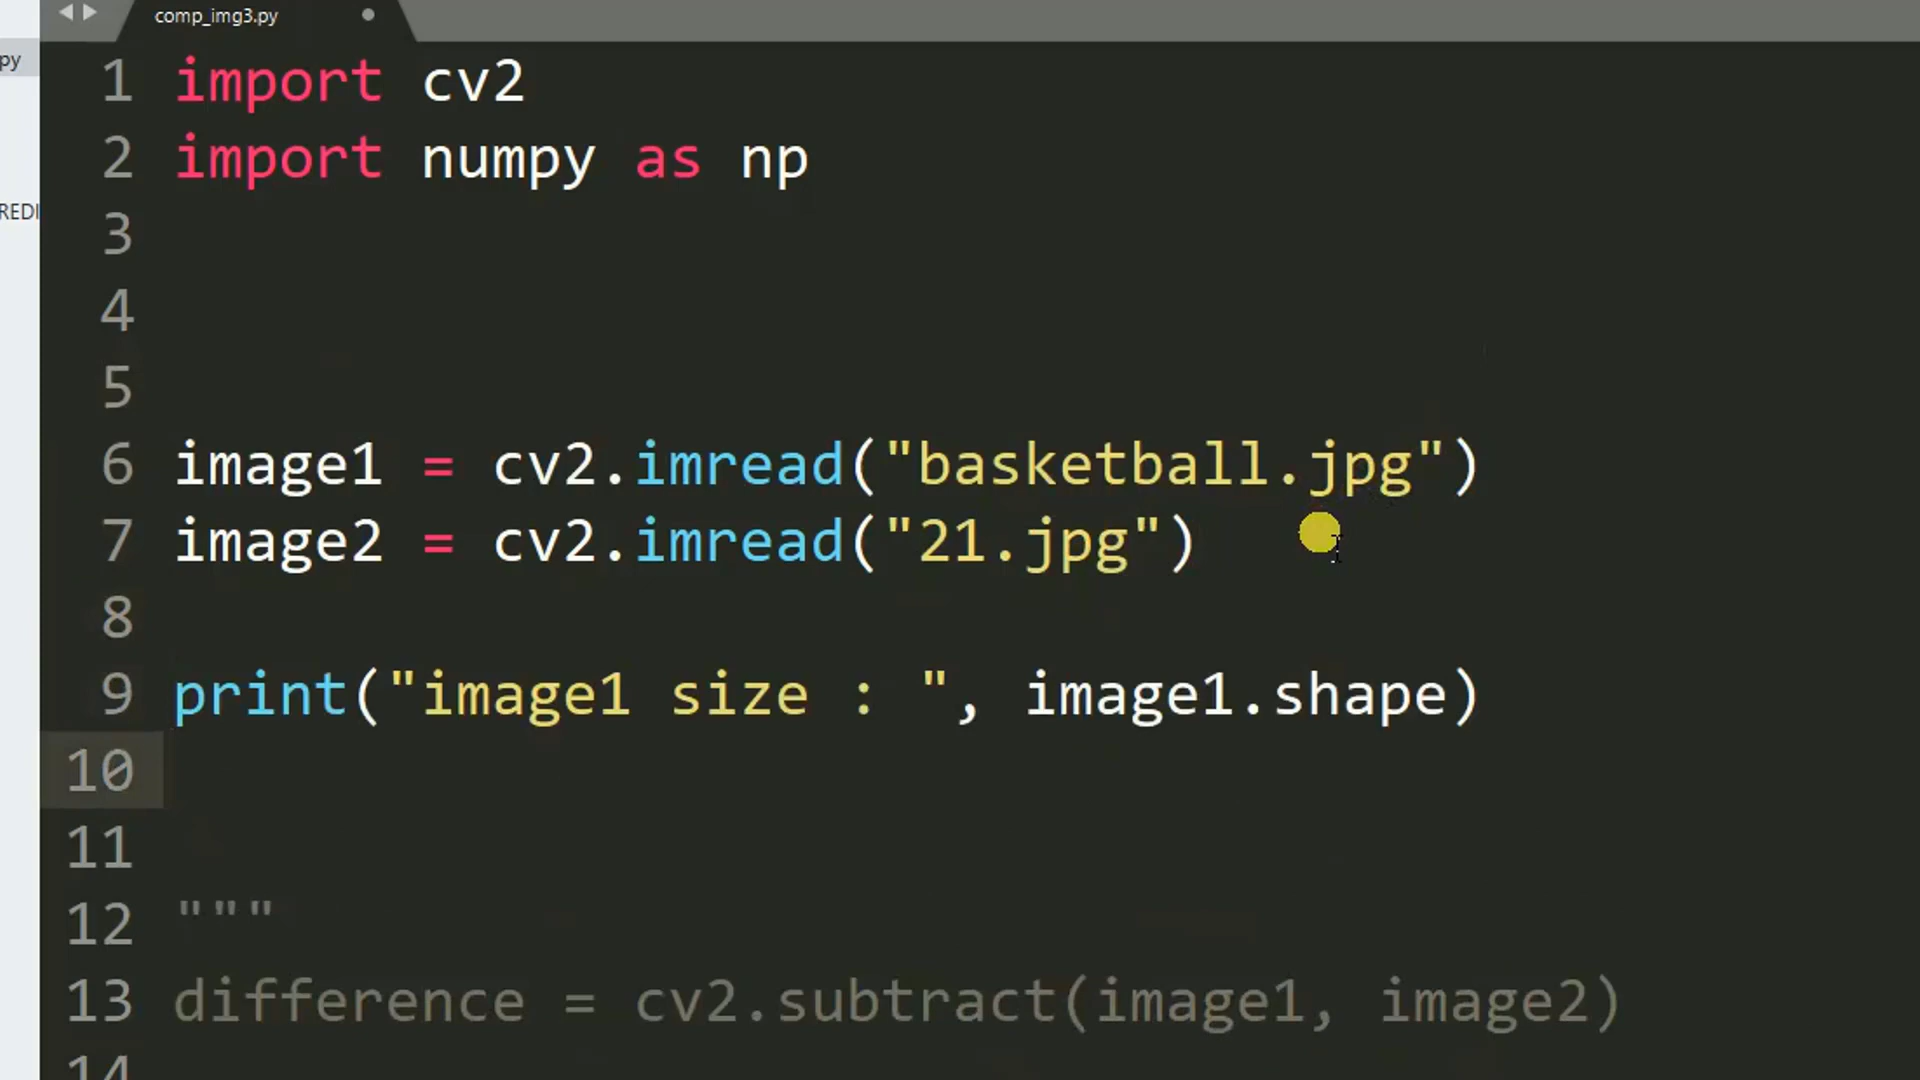 comp_img3.py
py
REDI
1 import cv2
2 import numpy as np
3
4
5
6 image1 = cv2.imread("basketball.jpg")
7 image2 = cv2.imread("21.jpg")
8
9 print("image1 size : ", image1.shape)
10
11
12 """
13 difference = cv2.subtract(image1, image2)
14